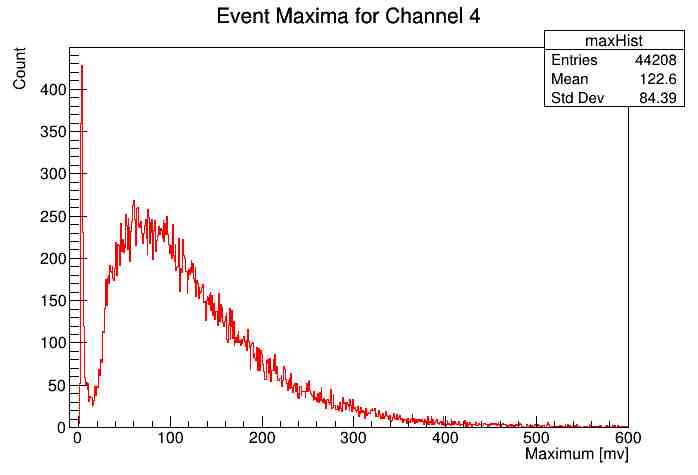 Event Maxima for Channel 4
maxHist
Entries 44208
Mean 122.6
Std Dev 84.39
Count
400
350
300
250
200
150
100
50
0
0 100 200 300 400 500 600
Maximum [mv]